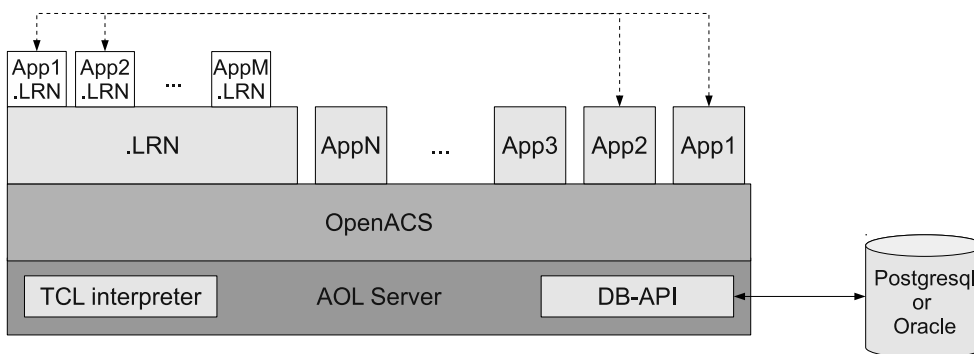 App1 App2 AppM
.LRN .LRN ... .LRN
.LRN AppN ... App3 App2 App1
OpenACS
TCL interpreter AOL Server DB-API
Postgresql
or
Oracle